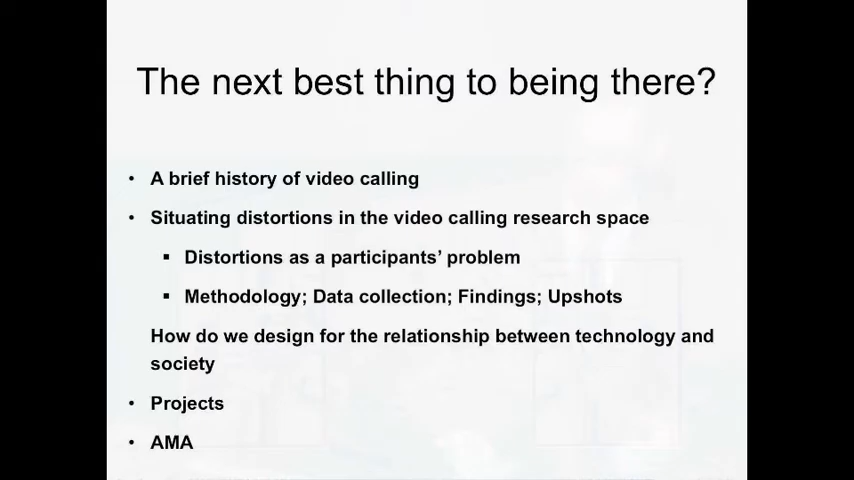 The next best thing to being there?
• A brief history of video calling
• Situating distortions in the video calling research space
▪ Distortions as a participants’ problem
▪ Methodology; Data collection; Findings; Upshots
How do we design for the relationship between technology and
society
• Projects
• AMA